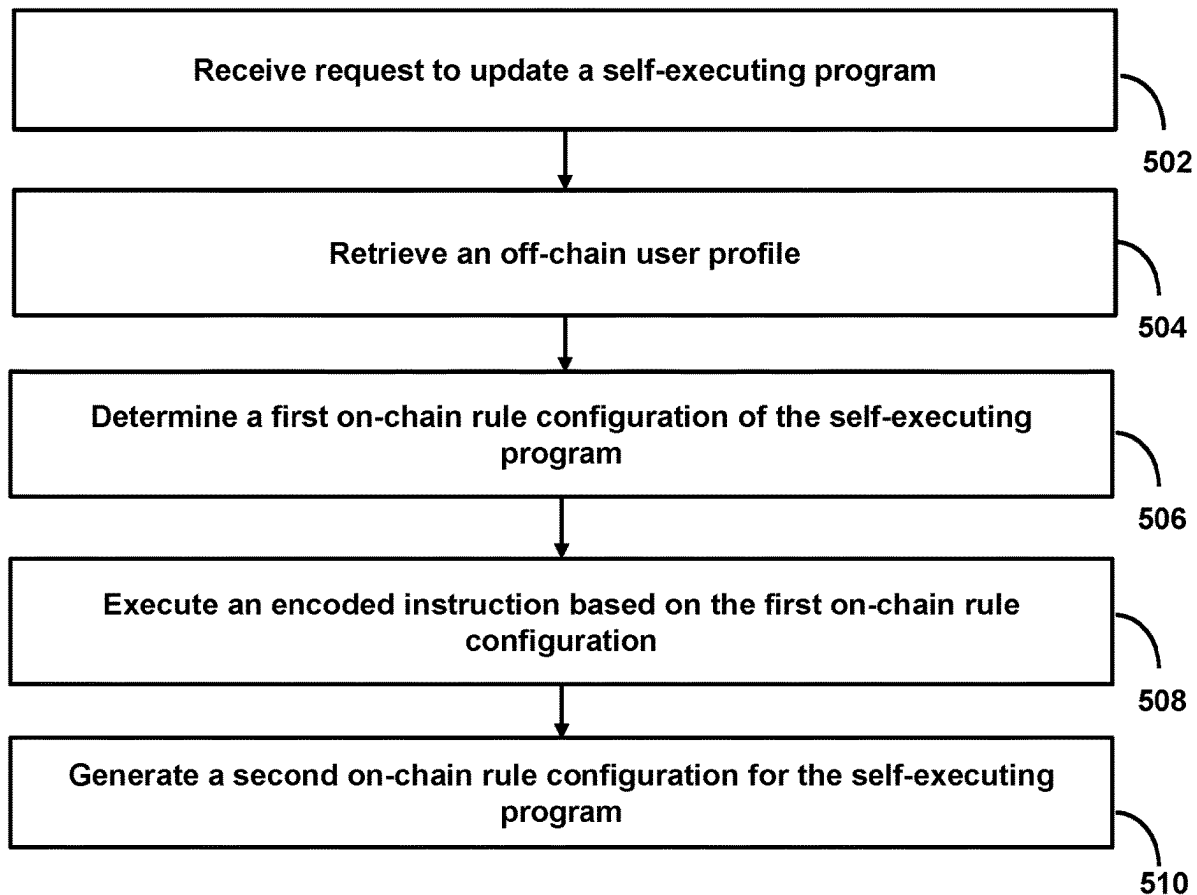 Receive request to update a self-executing program
502
Retrieve an off-chain user profile
504
Determine a first on-chain rule configuration of the self-executing
program
506
Execute an encoded instruction based on the first on-chain rule
configuration
508
Generate a second on-chain rule configuration for the self-executing
program
510